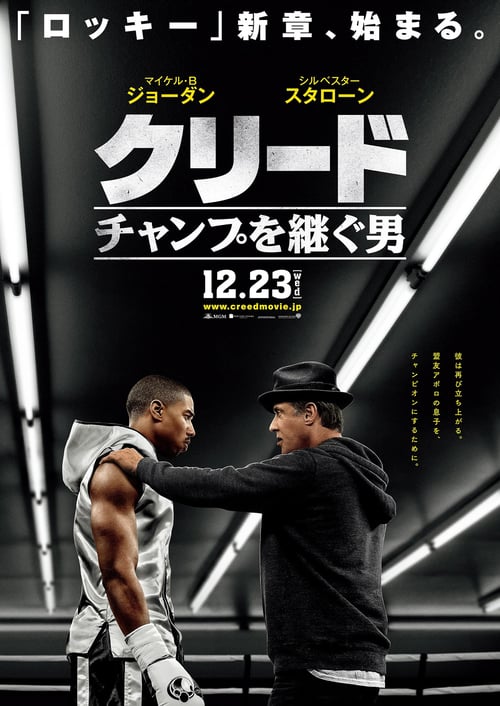 「ロッキー」新章、始まる。
マイケル・B
ジョーダン
シルベスター
スタローン
クリード
チャンプを継ぐ男
12.23[wed]
www.creedmovie.jp
MGM
彼は再び立ち上がる。
盟友アポロの息子を、
チャンピオンにするために。